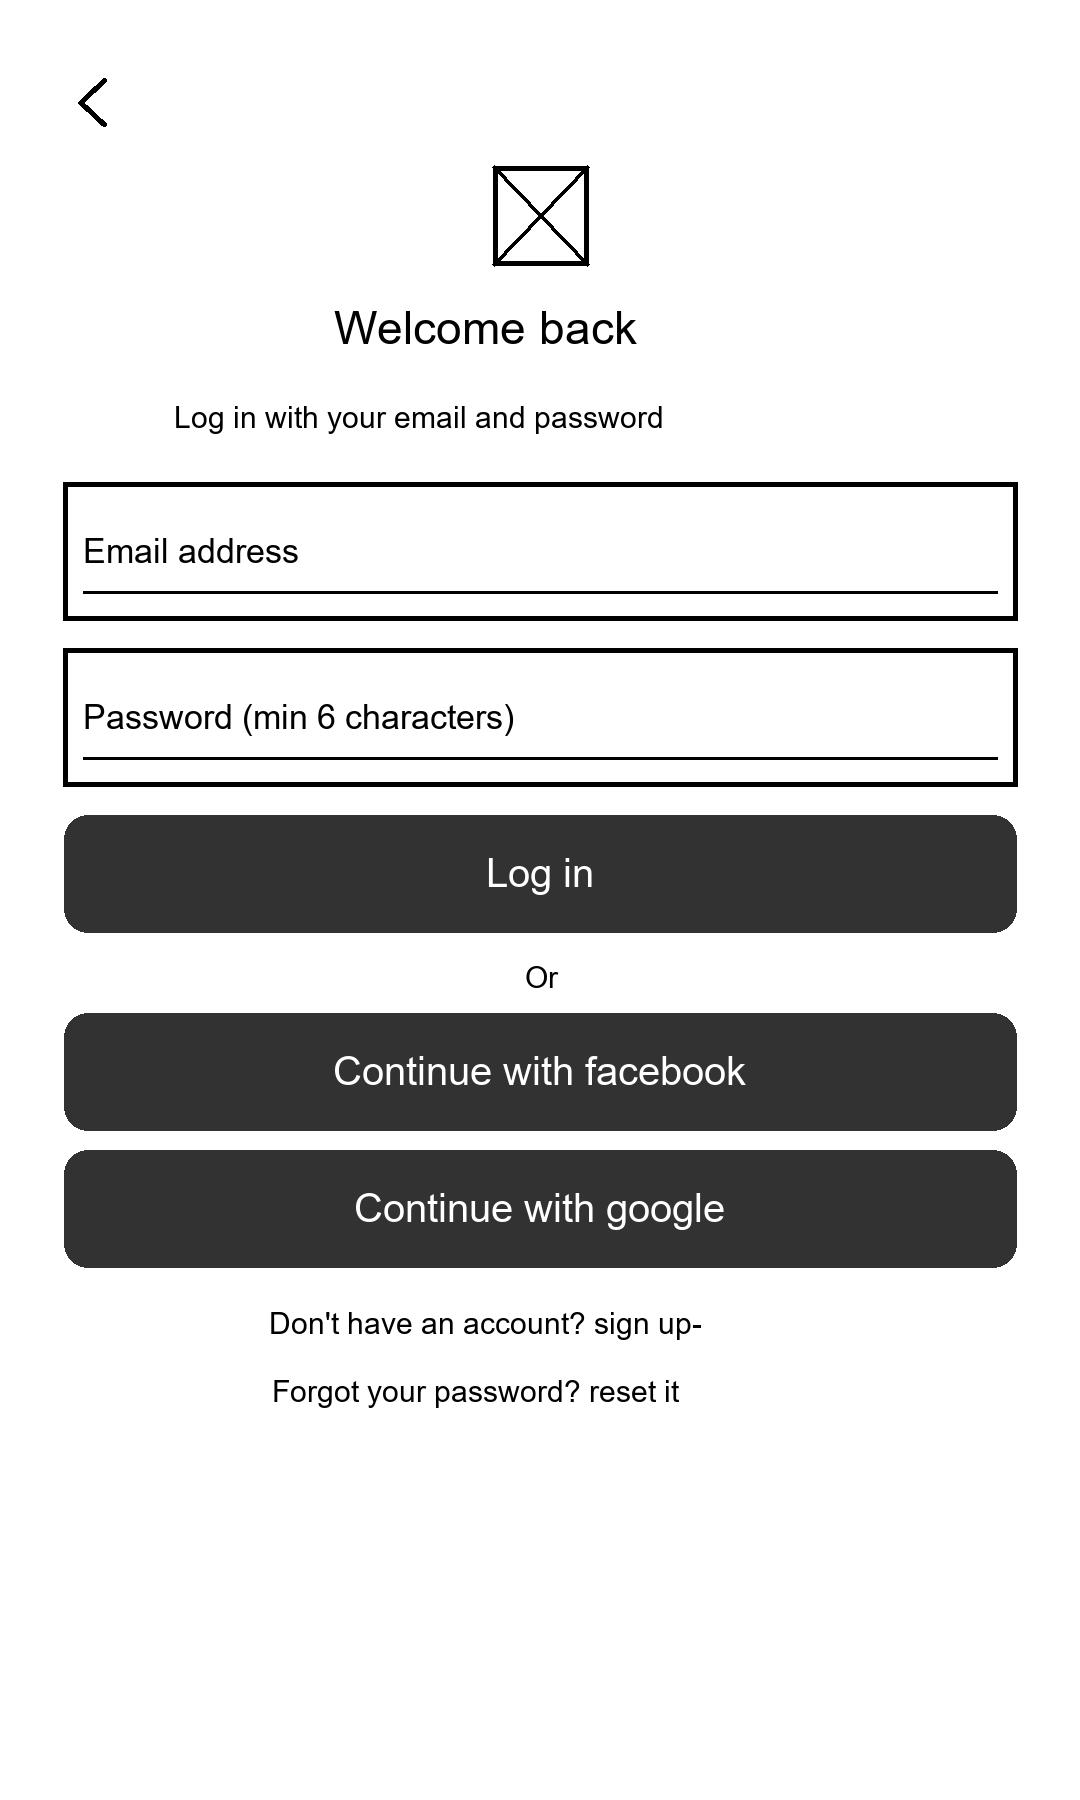 Welcome back
Log in with your email and password
Email address
Password (min 6 characters)
Log in
Or
Continue with facebook
Continue with google
Don't have an account? sign up-
Forgot your password? reset it